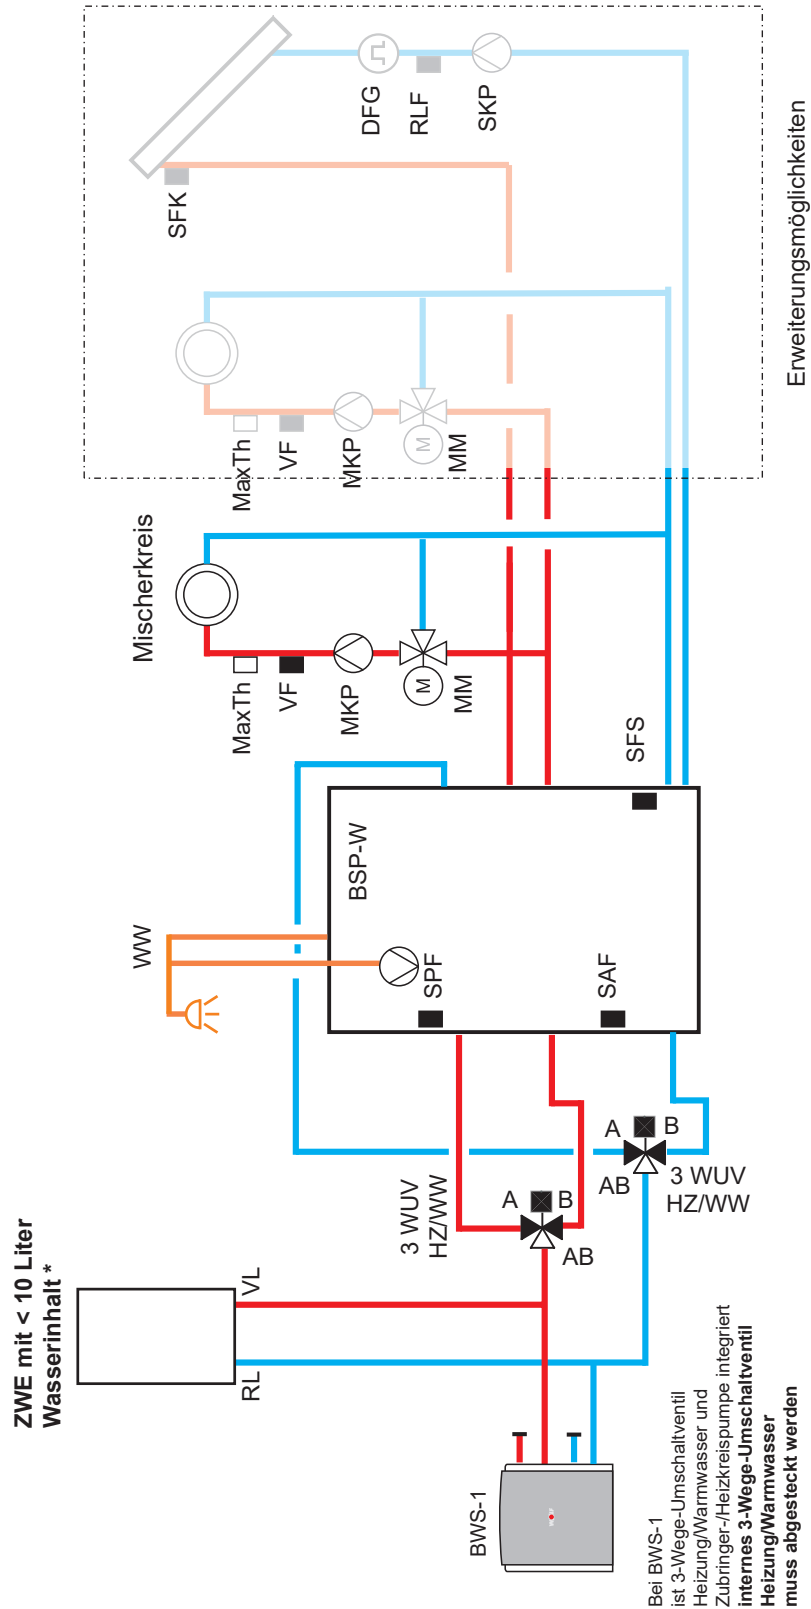 ZWE mit < 10 Liter
Wasserinhalt *
RL
VL
BWS-1
Bei BWS-1
ist 3-Wege-Umschaltventil
Heizung/Warmwasser und
Zubringer-/Heizkreispumpe integriert
internes 3-Wege-Umschaltventil
Heizung/Warmwasser
muss abgesteckt werden
3 WUV
HZ/WW
A
B
AB
A
B
AB
3 WUV
HZ/WW
WW
BSP-W
SPF
SAF
SFS
Mischerkreis
MaxTh
VF
MKP
M
MM
MaxTh
VF
MKP
M
MM
SFK
DFG
RLF
SKP
Erweiterungsmöglichkeiten